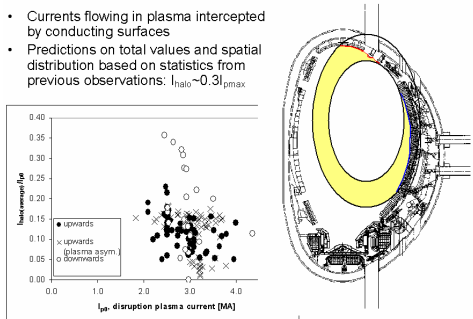 • Currents flowing in plasma intercepted
by conducting surfaces
• Predictions on total values and spatial
distribution based on statistics from
previous observations: Ihalo~0.3Ipmax
0.40
0.35
0.30
0.25
0.20
0.15
0.10
0.05
0.00
Ihalo(average)/Ip0
upwards
upwards
(plasma asym.)
downwards
1.0
2.0
3.0
4.0
Ip0, disruption plasma current [MA]